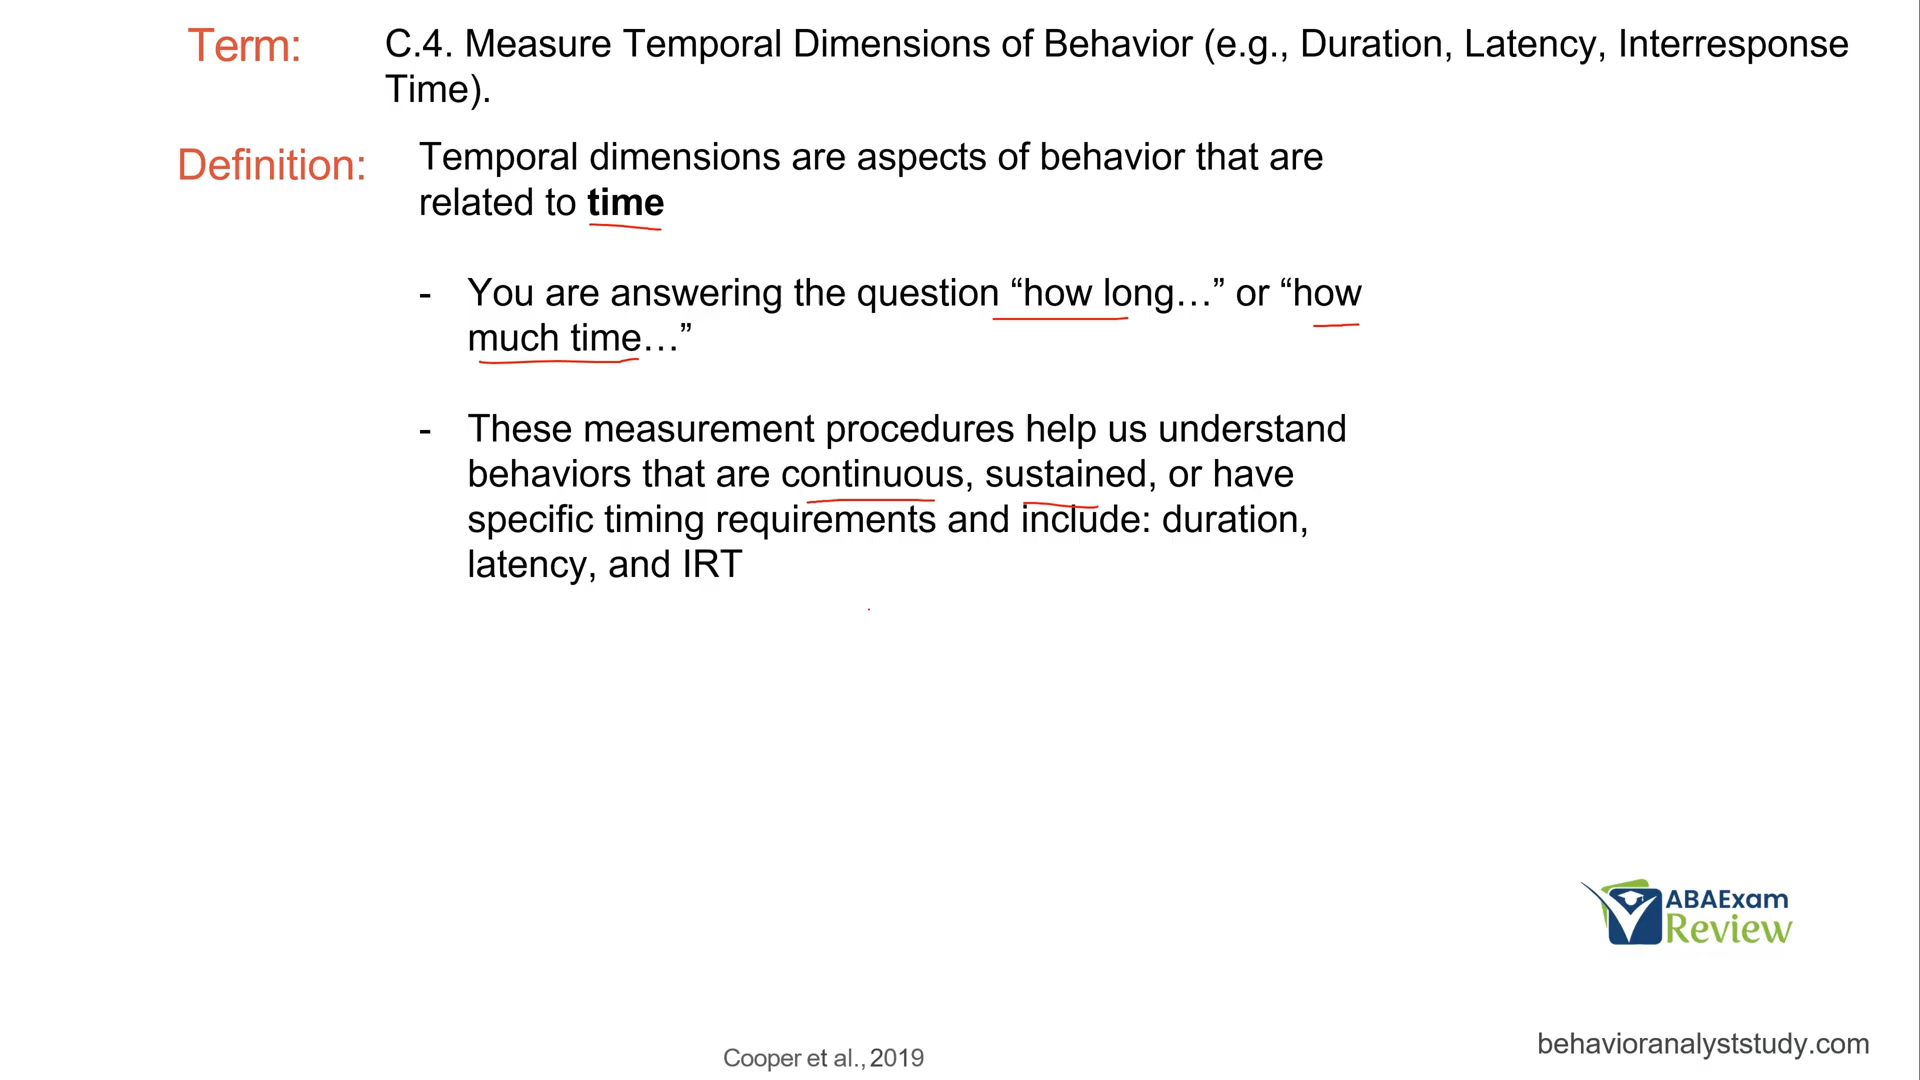 Term:
C.4. Measure Temporal Dimensions of Behavior (e.g., Duration, Latency, Interresponse
Time).
Definition:
Temporal dimensions are aspects of behavior that are
related to time
- You are answering the question “how long…” or “how
much time…”
- These measurement procedures help us understand
behaviors that are continuous, sustained, or have
specific timing requirements and include: duration,
latency, and IRT
ABAExam
Review
Cooper et al., 2019
behavioranalyststudy.com